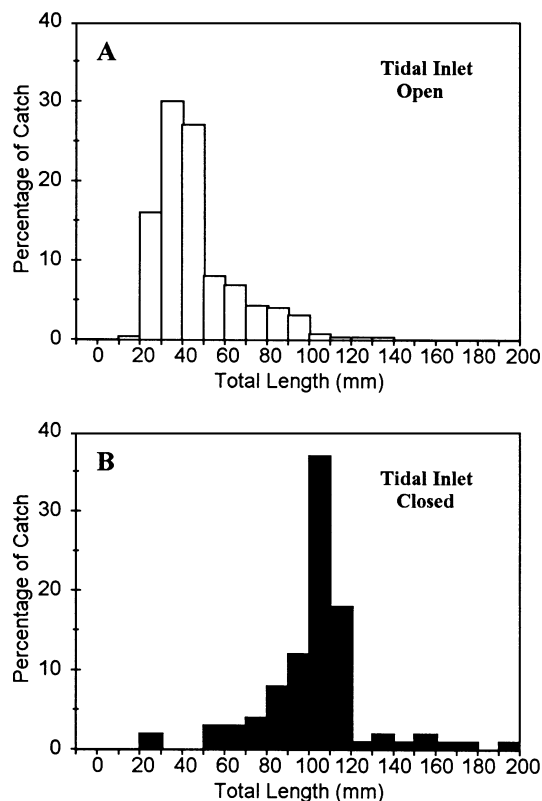 40
A
Tidal Inlet
Open
30
20
10
0
Percentage of Catch
0 20 40 60 80 100 120 140 160 180 200
Total Length (mm)
40
B
Tidal Inlet
Closed
30
20
10
0
Percentage of Catch
0 20 40 60 80 100 120 140 160 180 200
Total Length (mm)